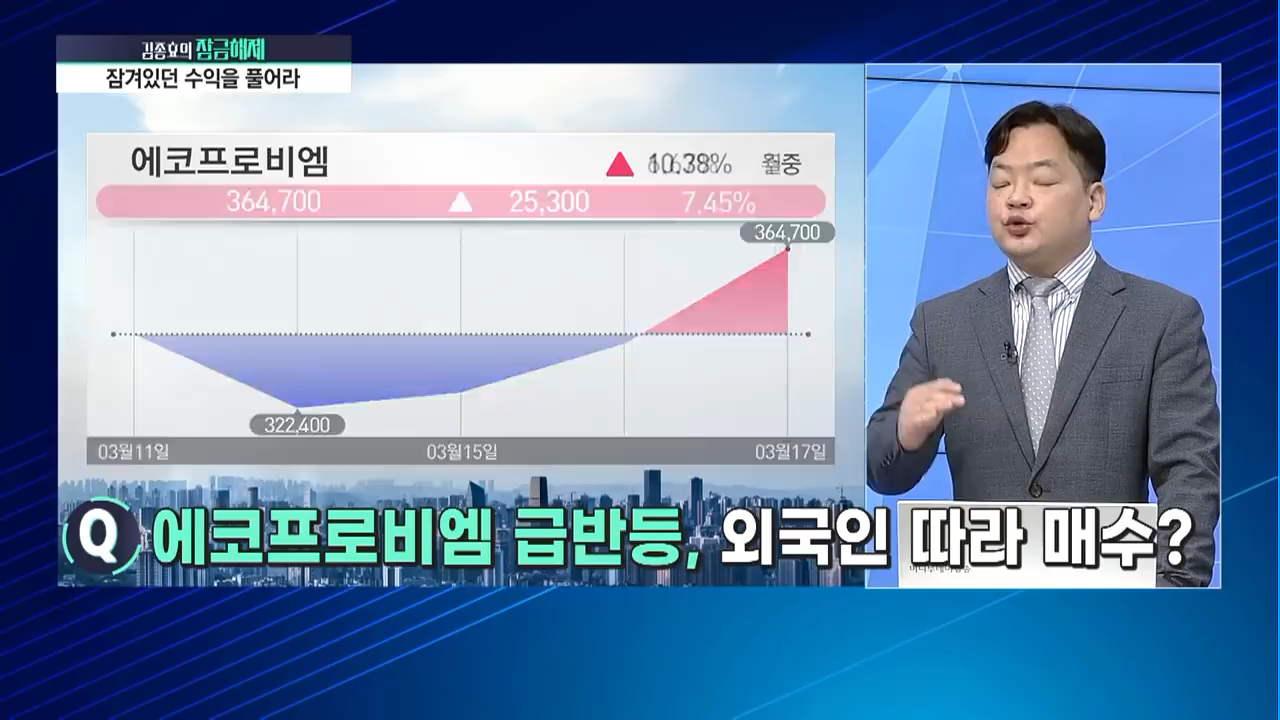 김종효의 잠금해제
잠겨있던 수익을 풀어라
에코프로비엠
364,700 ▲ 25,300 7.45%
364,700
322,400
03월11일 03월15일 03월17일
Q 에코프로비엠 급반등, 외국인 따라 매수?